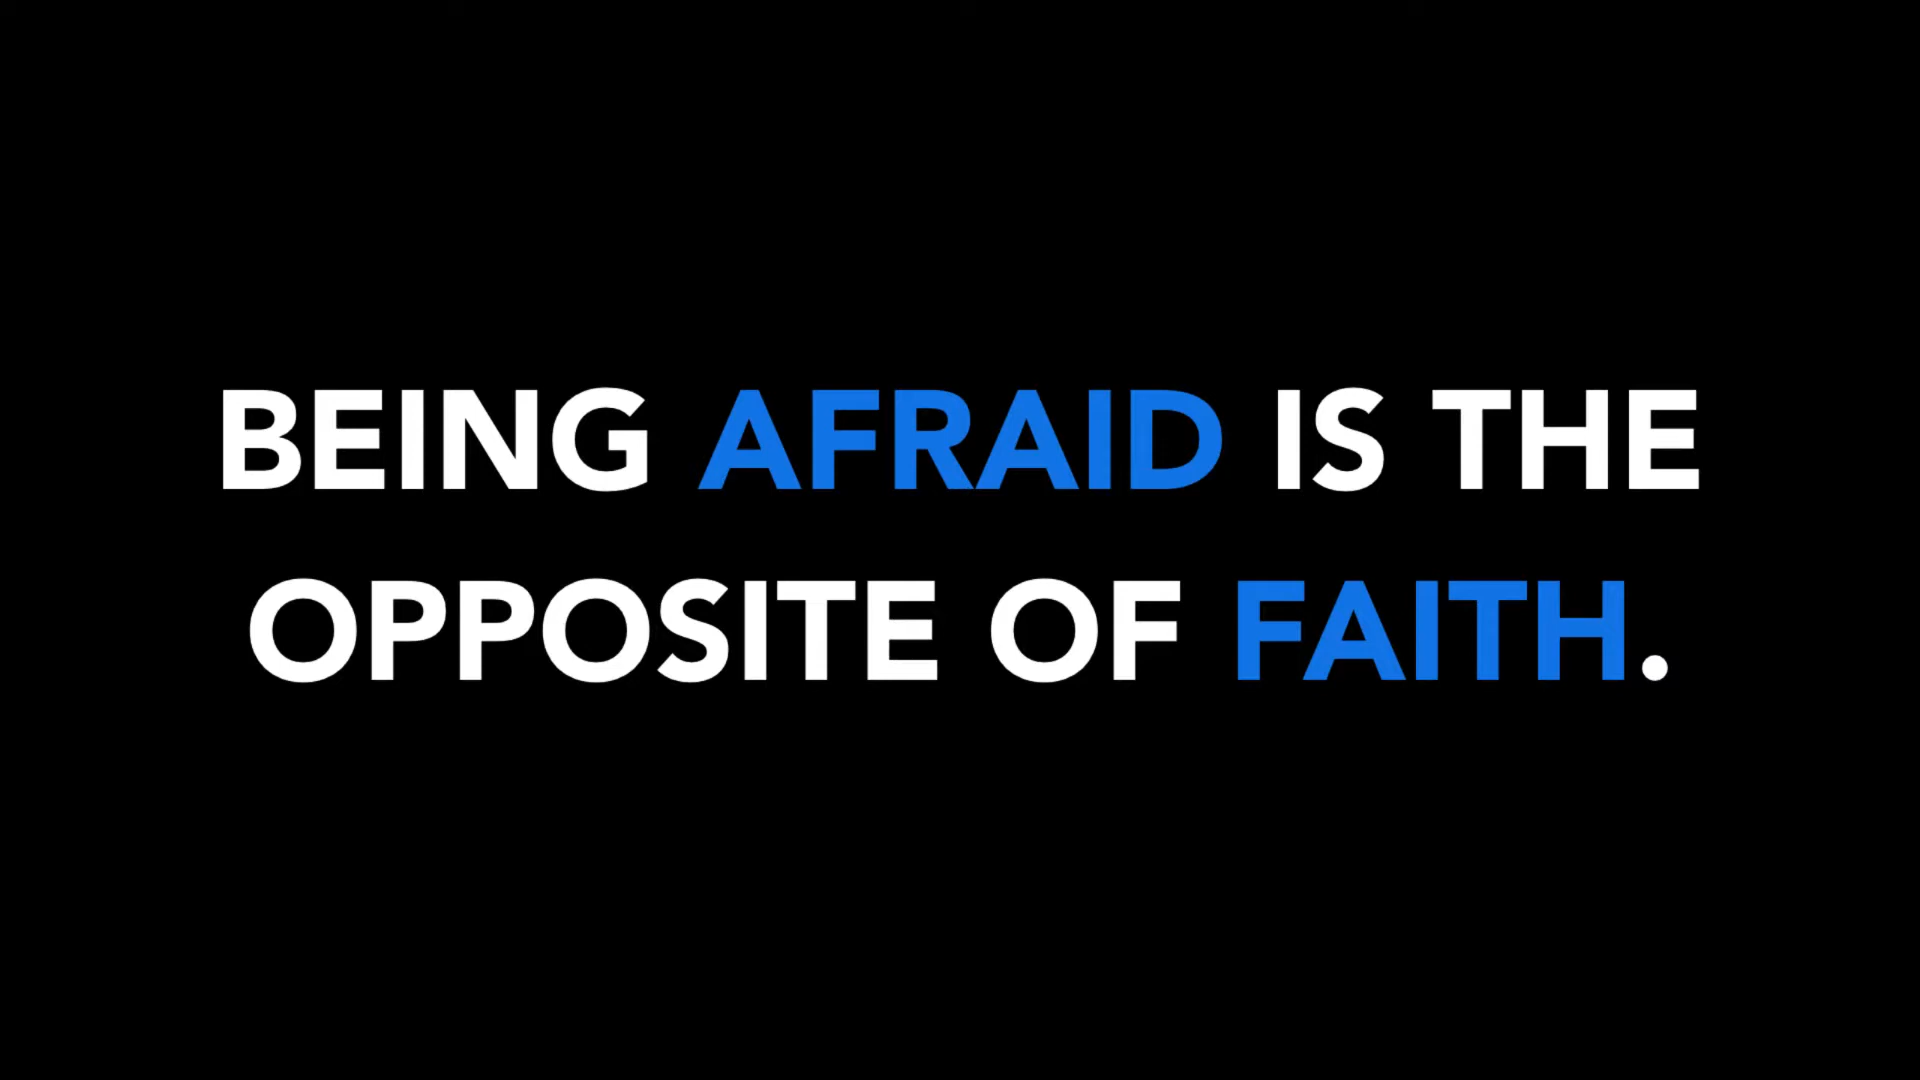 BEING AFRAID IS THE
OPPOSITE OF FAITH.